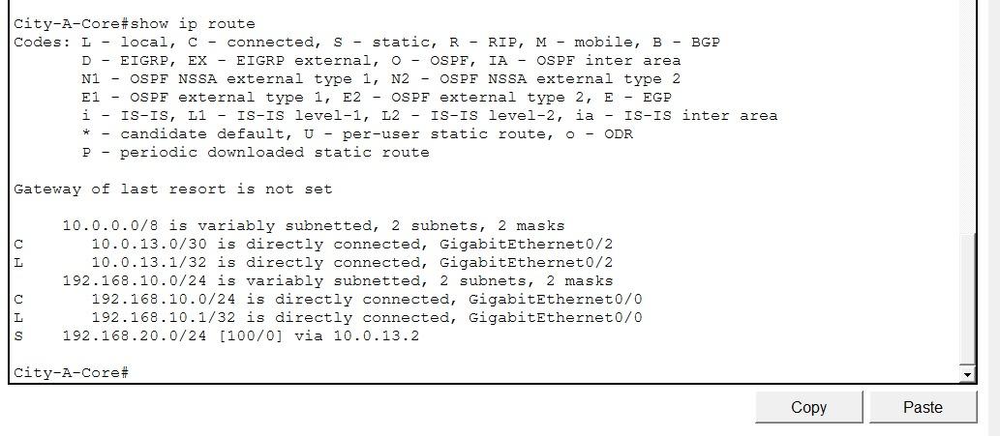 City-A-Core#show ip route
Codes: L - local, C - connected, S - static, R - RIP, M - mobile, B - BGP
       D - EIGRP, EX - EIGRP external, O - OSPF, IA - OSPF inter area
       N1 - OSPF NSSA external type 1, N2 - OSPF NSSA external type 2
       E1 - OSPF external type 1, E2 - OSPF external type 2, E - EGP
       i - IS-IS, L1 - IS-IS level-1, L2 - IS-IS level-2, ia - IS-IS inter area
       * - candidate default, U - per-user static route, o - ODR
       P - periodic downloaded static route
Gateway of last resort is not set
     10.0.0.0/8 is variably subnetted, 2 subnets, 2 masks
C       10.0.13.0/30 is directly connected, GigabitEthernet0/2
L       10.0.13.1/32 is directly connected, GigabitEthernet0/2
     192.168.10.0/24 is variably subnetted, 2 subnets, 2 masks
C       192.168.10.0/24 is directly connected, GigabitEthernet0/0
L       192.168.10.1/32 is directly connected, GigabitEthernet0/0
S    192.168.20.0/24 [100/0] via 10.0.13.2
City-A-Core#
Copy Paste